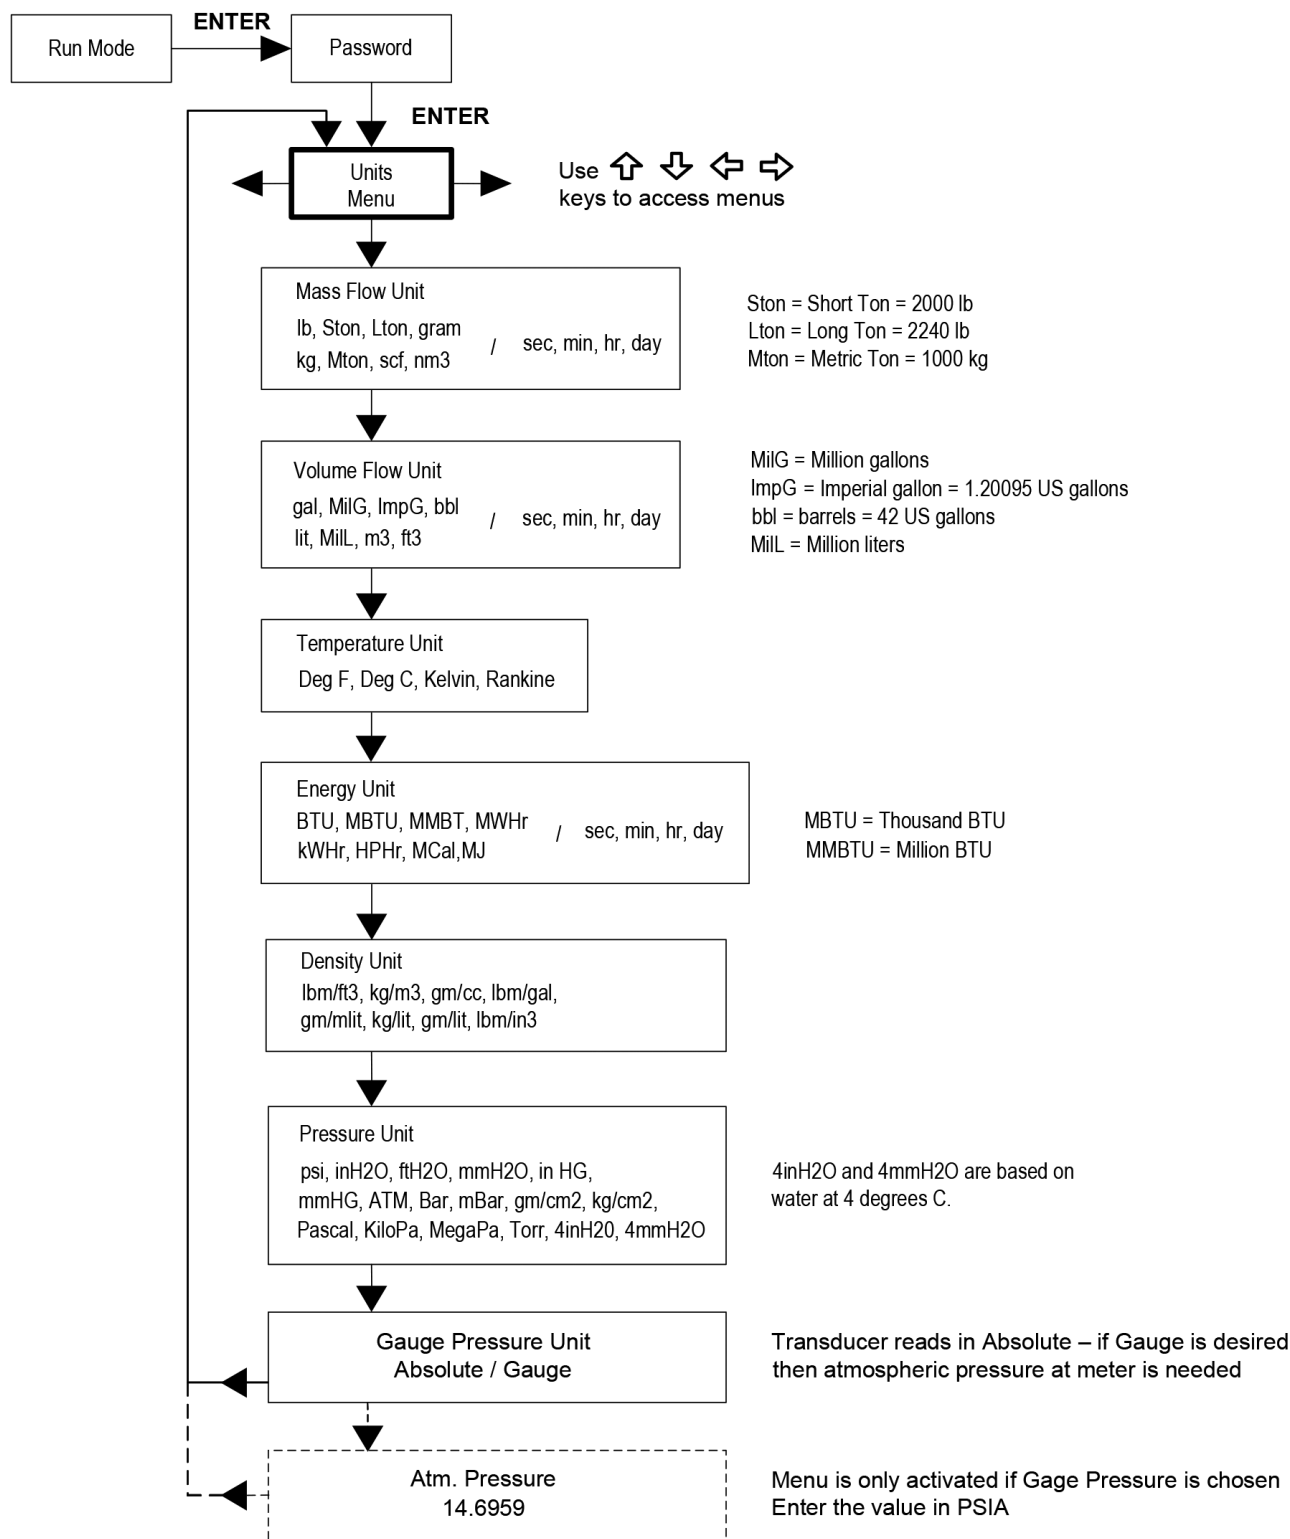 ENTER
Run Mode
Password
ENTER
Units
Menu
Use
keys to access menus
Mass Flow Unit
lb, Ston, Lton, gram
kg, Mton, scf, nm3
/ sec, min, hr, day
Ston = Short Ton = 2000 lb
Lton = Long Ton = 2240 lb
Mton = Metric Ton = 1000 kg
Volume Flow Unit
gal, MilG, ImpG, bbl
lit, MilL, m3, ft3
/ sec, min, hr, day
MilG = Million gallons
ImpG = Imperial gallon = 1.20095 US gallons
bbl = barrels = 42 US gallons
MilL = Million liters
Temperature Unit
Deg F, Deg C, Kelvin, Rankine
Energy Unit
BTU, MBTU, MMBT, MWHr
kWHr, HPHr, MCal,MJ
/ sec, min, hr, day
MBTU = Thousand BTU
MMBTU = Million BTU
Density Unit
lbm/ft3, kg/m3, gm/cc, lbm/gal,
gm/mlit, kg/lit, gm/lit, lbm/in3
Pressure Unit
psi, inH2O, ftH2O, mmH2O, in HG,
mmHG, ATM, Bar, mBar, gm/cm2, kg/cm2,
Pascal, KiloPa, MegaPa, Torr, 4inH20, 4mmH2O
4inH2O and 4mmH2O are based on
water at 4 degrees C.
Gauge Pressure Unit
Absolute / Gauge
Transducer reads in Absolute – if Gauge is desired
then atmospheric pressure at meter is needed
Atm. Pressure
14.6959
Menu is only activated if Gage Pressure is chosen
Enter the value in PSIA